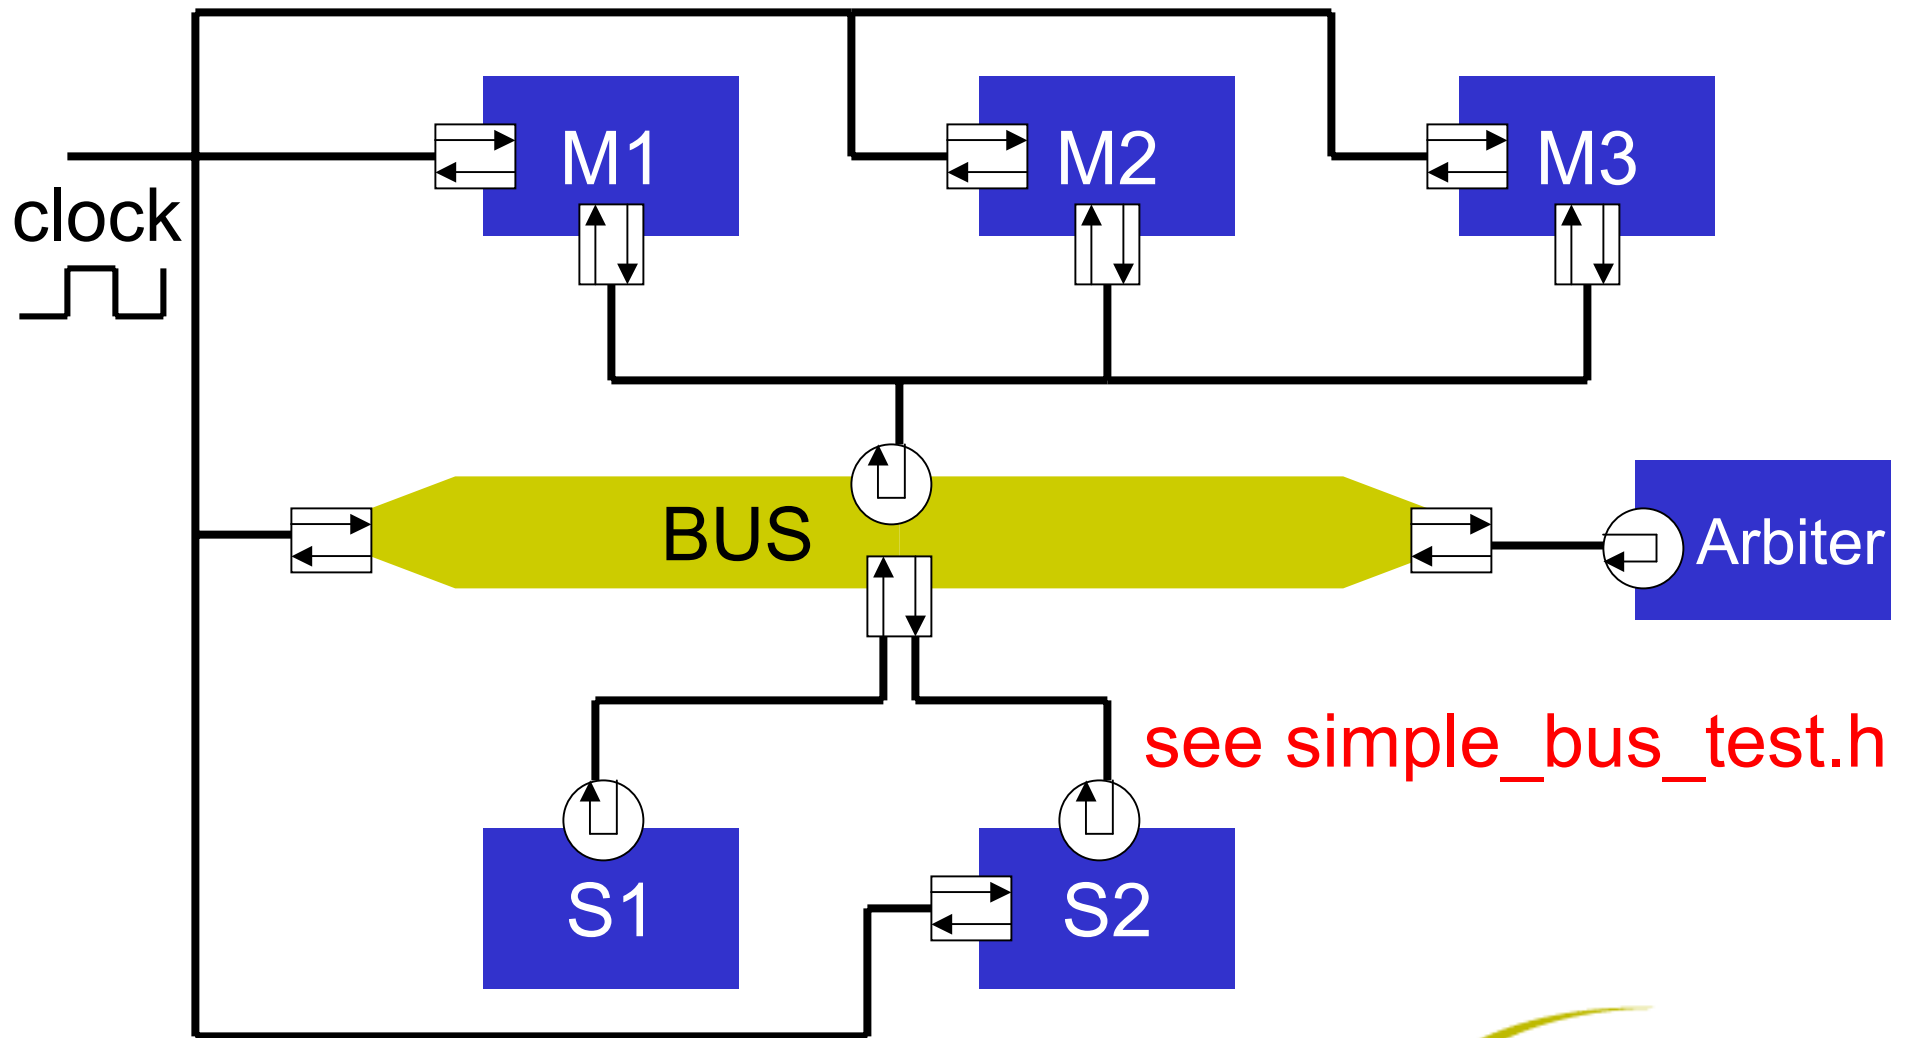 M1
M2
M3
clock
BUS
Arbiter
see simple_bus_test.h
S1
S2